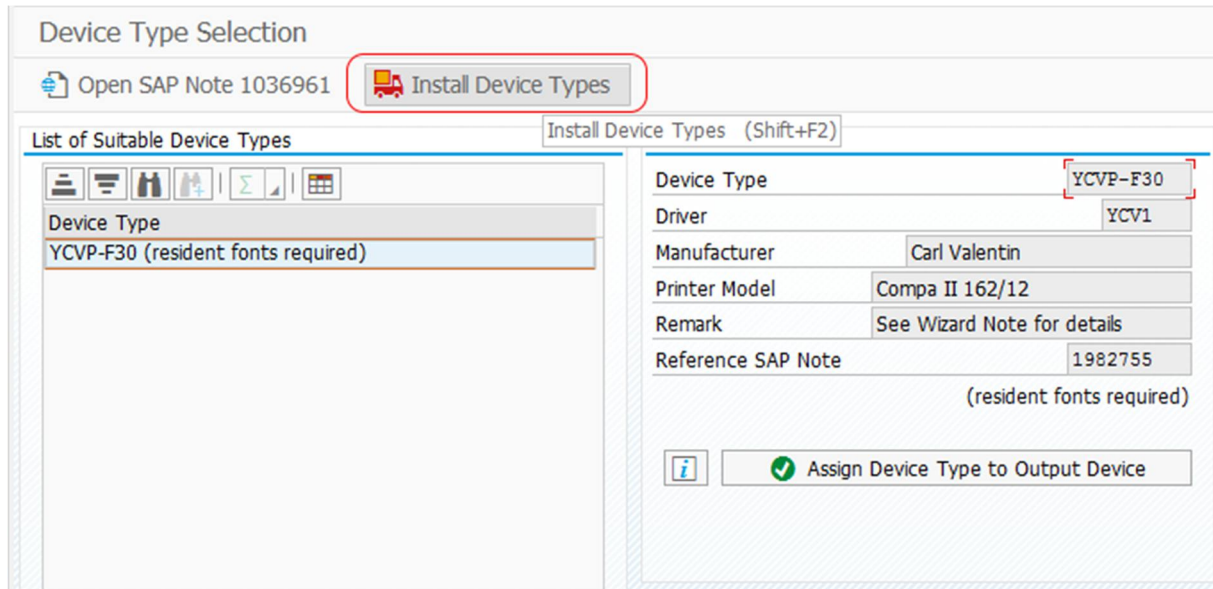 Device Type Selection
Open SAP Note 1036961
Install Device Types
Install Device Types (Shift+F2)
List of Suitable Device Types
Device Type
YCVP-F30 (resident fonts required)
Device Type YCVP-F30
Driver YCV1
Manufacturer Carl Valentin
Printer Model Compa II 162/12
Remark See Wizard Note for details
Reference SAP Note 1982755
(resident fonts required)
Assign Device Type to Output Device